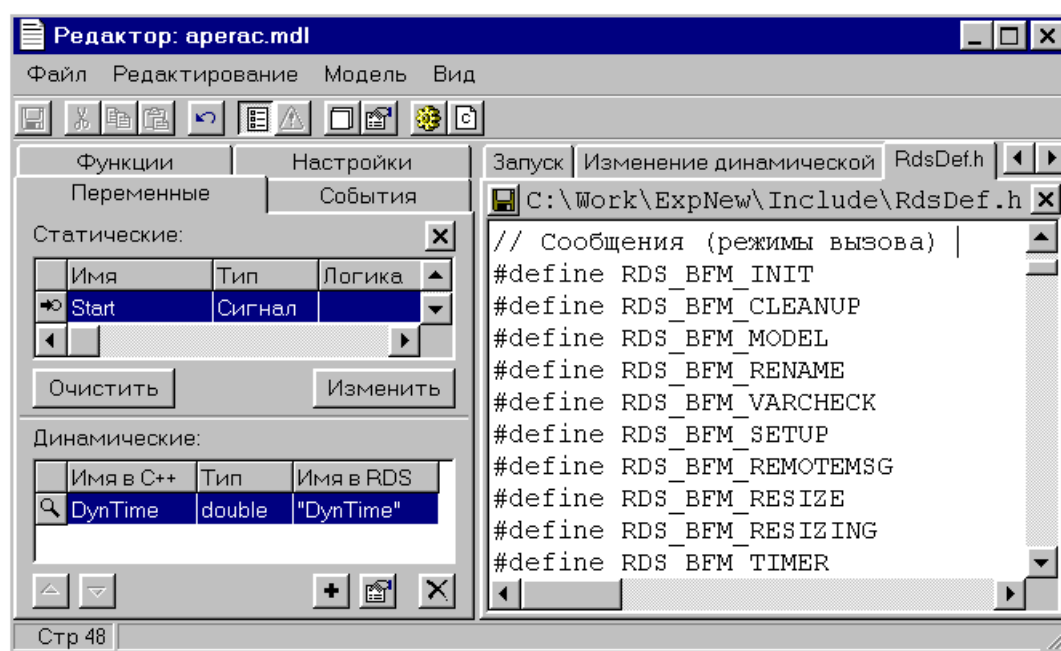 Редактор: aperac.mdl
Файл Редактирование Модель Вид
Функции Настройки
Переменные События
Статические:
Имя Тип Логика
Start Сигнал
Очистить Изменить
Динамические:
Имя в C++ Тип Имя в RDS
DynTime double "DynTime"
Запуск Изменение динамической RdsDef.h
C:\Work\ExpNew\Include\RdsDef.h
// Сообщения (режимы вызова)
#define RDS_BFM_INIT
#define RDS_BFM_CLEANUP
#define RDS_BFM_MODEL
#define RDS_BFM_RENAME
#define RDS_BFM_VARCHECK
#define RDS_BFM_SETUP
#define RDS_BFM_REMOTEMSG
#define RDS_BFM_RESIZE
#define RDS_BFM_RESIZING
#define RDS_BFM_TIMER
Стр 48